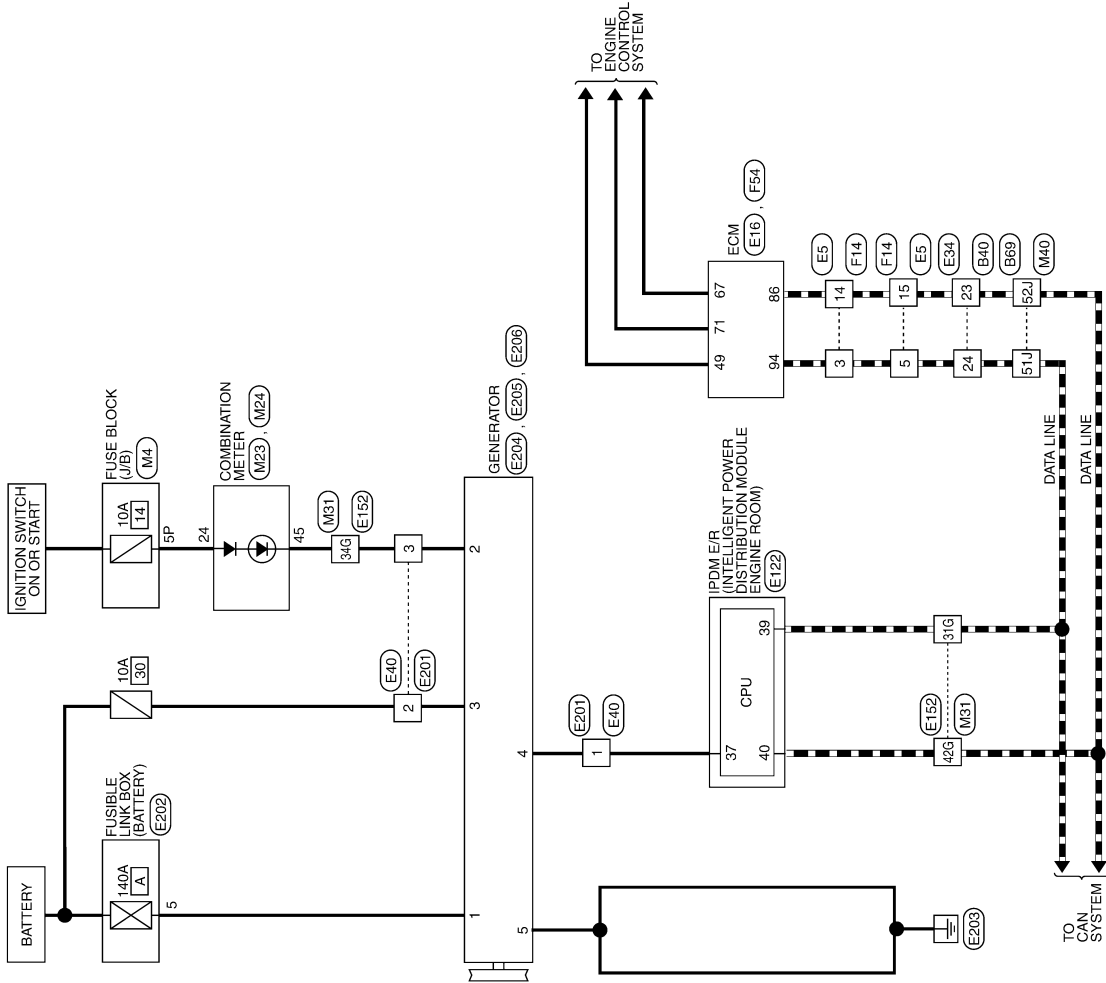 BATTERY
IGNITION SWITCH
ON OR START
140A
A
FUSIBLE
LINK BOX
(BATTERY)
E202
5
10A
30
10A
14
FUSE BLOCK
(J/B)
M4
5P
24
COMBINATION
METER
M23 , M24
45
34G
M31
E152
E40
E201
2
3
1
3
2
GENERATOR
E204 , E205 , E206
5
4
E201
E40
1
E203
IPDM E/R
(INTELLIGENT POWER
DISTRIBUTION MODULE
ENGINE ROOM)
E122
CPU
37
40
39
E152
M31
42G
31G
TO
ENGINE
CONTROL
SYSTEM
ECM
E16 , F54
49
71
67
94
86
3
14
E5
F14
5
15
F14
E5
24
23
E34
B40
51J
52J
B69
M40
DATA LINE
DATA LINE
TO
CAN
SYSTEM